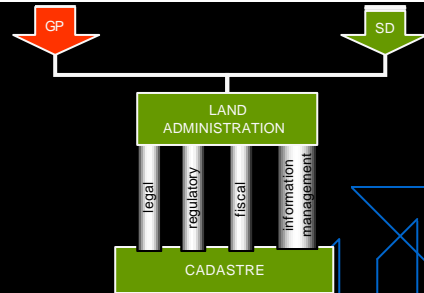 GP
SD
LAND
ADMINISTRATION
legal
regulatory
fiscal
information
management
CADASTRE